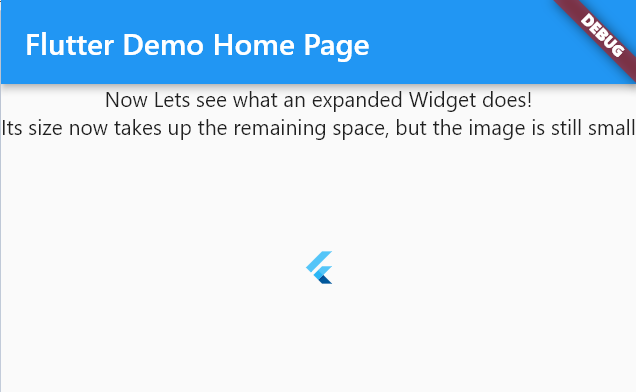 Flutter Demo Home Page
DEBUG
Now Lets see what an expanded Widget does!
Its size now takes up the remaining space, but the image is still small